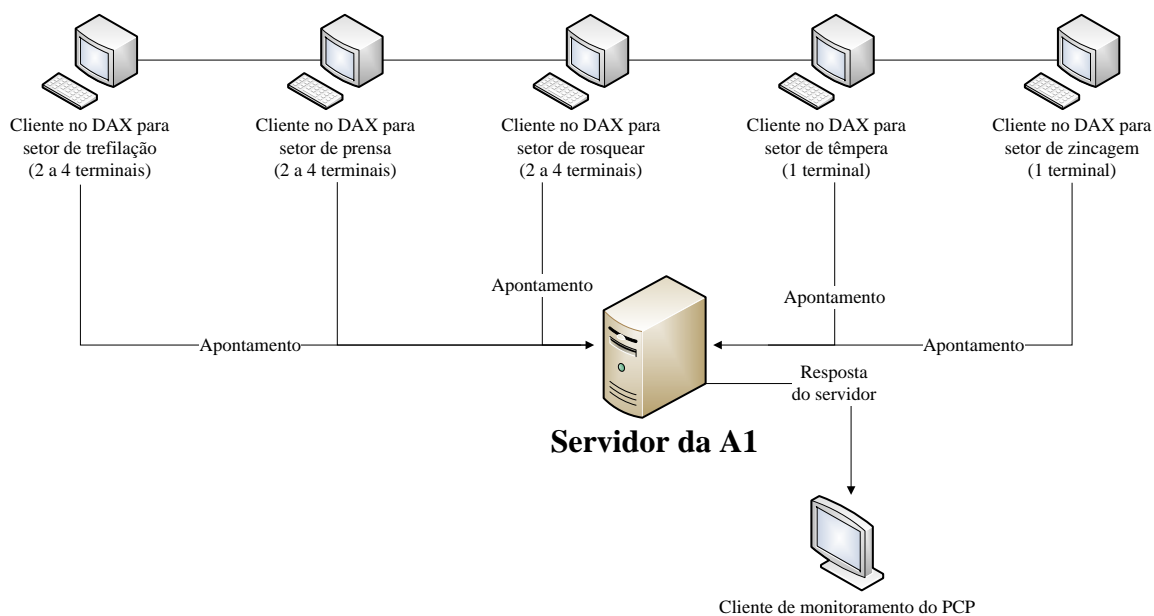 Cliente no DAX para
setor de trefilação
(2 a 4 terminais)
Cliente no DAX para
setor de prensa
(2 a 4 terminais)
Cliente no DAX para
setor de rosquear
(2 a 4 terminais)
Cliente no DAX para
setor de têmpera
(1 terminal)
Cliente no DAX para
setor de zincagem
(1 terminal)
Apontamento
Apontamento
Apontamento
Apontamento
Resposta
do servidor
Servidor da A1
Cliente de monitoramento do PCP